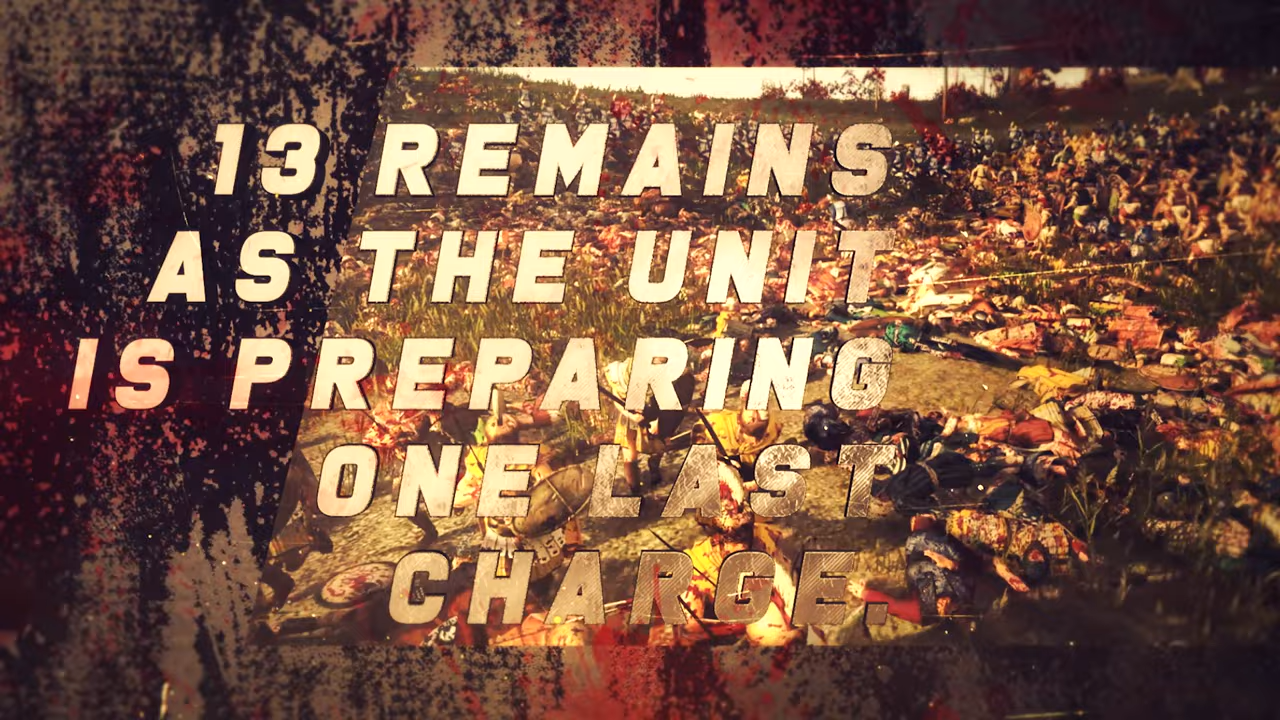 13 REMAINS
AS THE UNIT
IS PREPARING
ONE LAST
CHARGE.